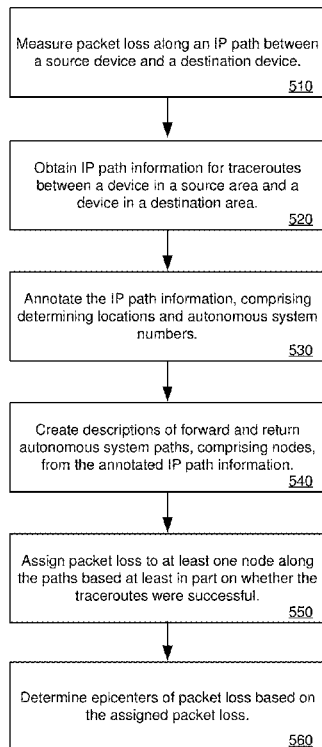 Measure packet loss along an IP path between
a source device and a destination device.
510
Obtain IP path information for traceroutes
between a device in a source area and a
device in a destination area.
520
Annotate the IP path information, comprising
determining locations and autonomous system
numbers.
530
Create descriptions of forward and return
autonomous system paths, comprising nodes,
from the annotated IP path information.
540
Assign packet loss to at least one node along
the paths based at least in part on whether the
traceroutes were successful.
550
Determine epicenters of packet loss based on
the assigned packet loss.
560